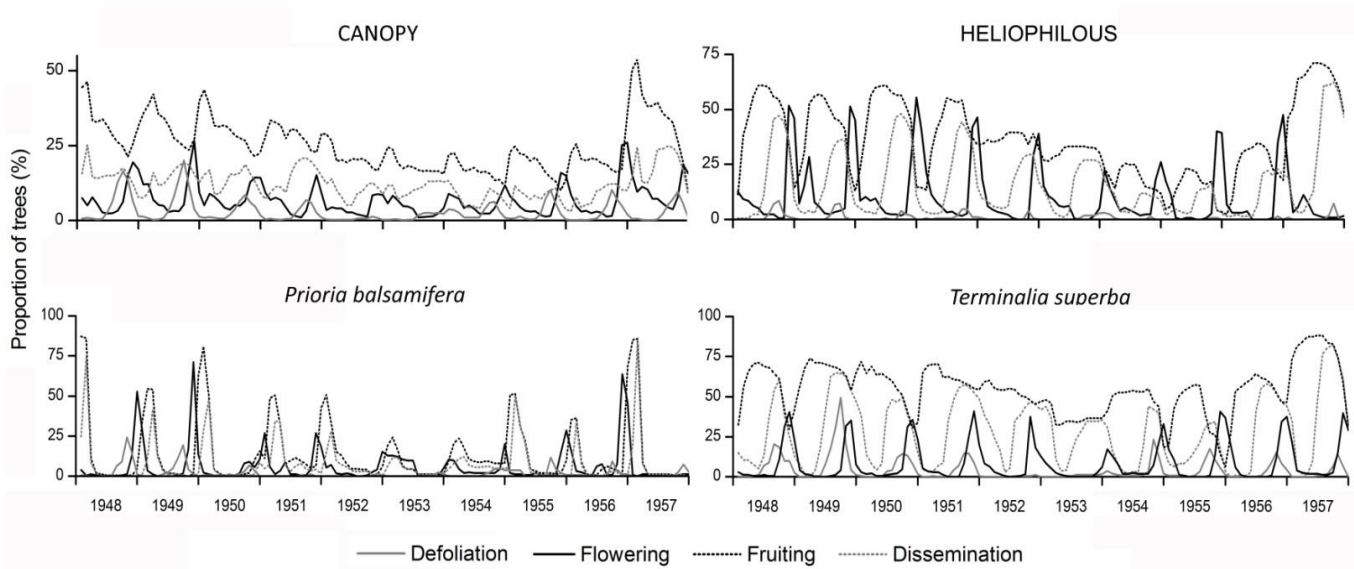 CANOPY
HELIOPHILOUS
50
25
0
75
50
25
0
Proportion of trees (%)
Prioria balsamifera
Terminalia superba
100
75
50
25
0
100
75
50
25
0
1948 1949 1950 1951 1952 1953 1954 1955 1956 1957
1948 1949 1950 1951 1952 1953 1954 1955 1956 1957
Defoliation Flowering Fruiting Dissemination